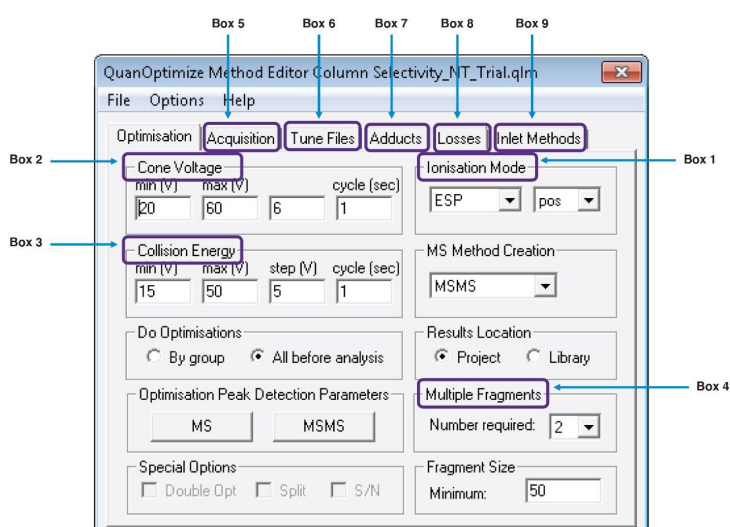 Box 5 Box 6 Box 7 Box 8 Box 9
QuanOptimize Method Editor Column Selectivity_NT_Trial.qlm
File Options Help
Optimisation Acquisition Tune Files Adducts Losses Inlet Methods
Box 2 Cone Voltage Ionisation Mode Box 1
min (V) max (V) cycle (sec)
20 60 6 1 ESP pos
Box 3 Collision Energy MS Method Creation
min (V) max (V) step (V) cycle (sec)
15 50 5 1 MSMS
Do Optimisations Results Location
By group All before analysis Project Library
Optimisation Peak Detection Parameters Multiple Fragments Box 4
MS MSMS Number required: 2
Special Options Fragment Size
Double Opt Split S/N Minimum: 50